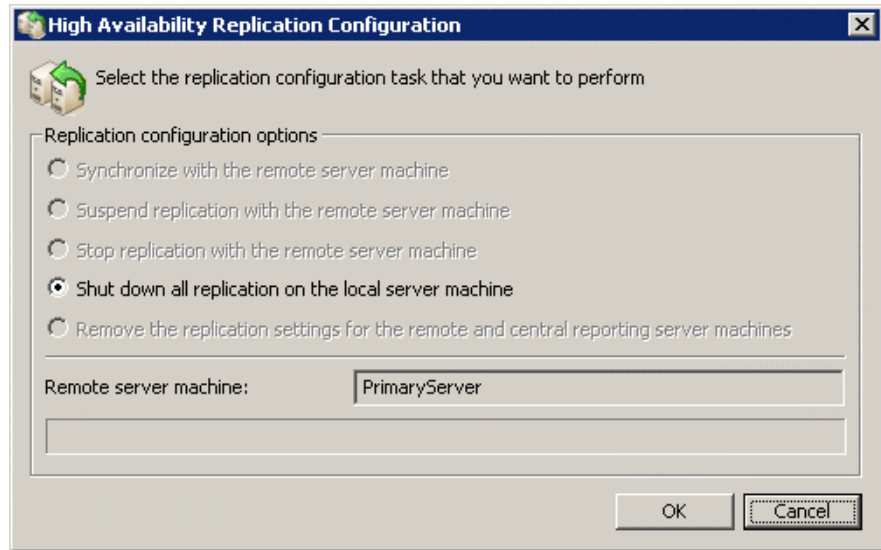 High Availability Replication Configuration
Select the replication configuration task that you want to perform
Replication configuration options
Synchronize with the remote server machine
Suspend replication with the remote server machine
Stop replication with the remote server machine
Shut down all replication on the local server machine
Remove the replication settings for the remote and central reporting server machines
Remote server machine: PrimaryServer
OK Cancel